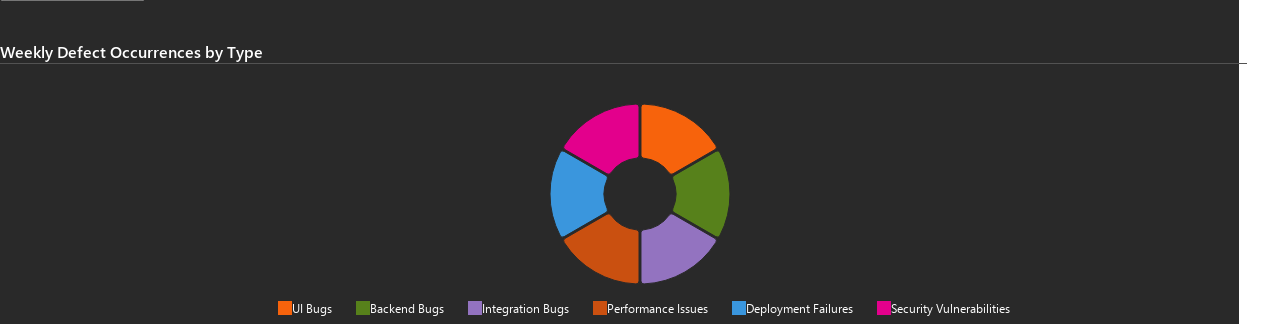 Weekly Defect Occurrences by Type
UI Bugs Backend Bugs Integration Bugs Performance Issues Deployment Failures Security Vulnerabilities